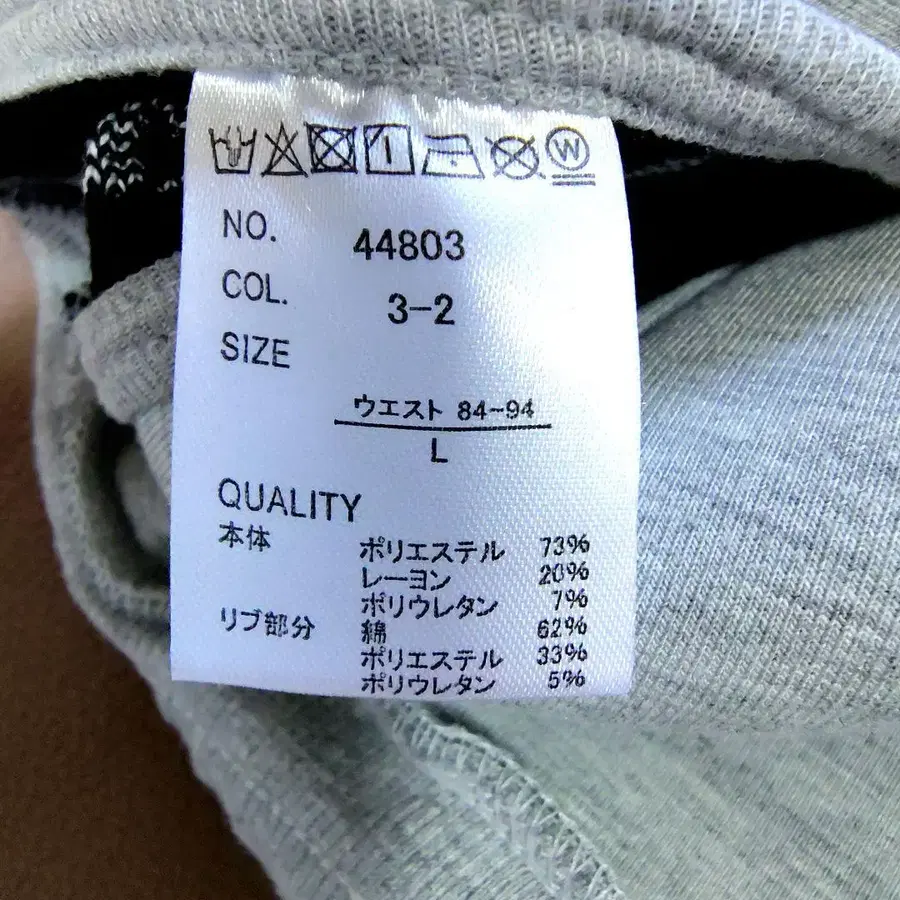 W
NO. 44803
COL. 3-2
SIZE
ウエスト 84-94
L
QUALITY
本体 ポリエステル 73%
レーヨン 20%
ポリウレタン 7%
リブ部分 綿 62%
ポリエステル 33%
ポリウレタン 5%